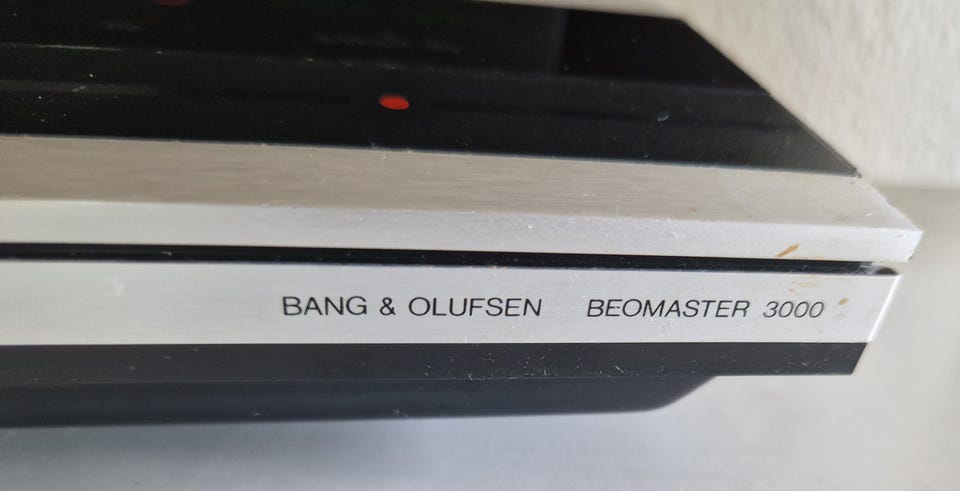 BANG & OLUFSEN BEOMASTER 3000